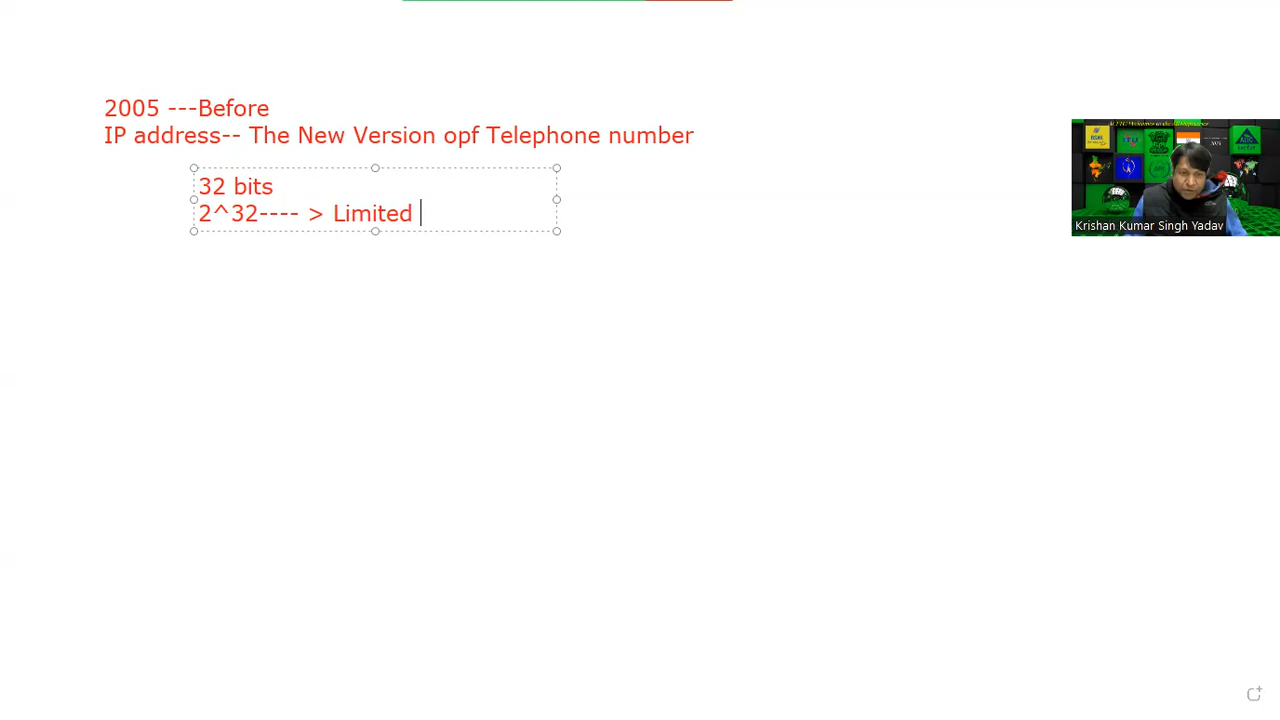 2005 ---Before
IP address-- The New Version opf Telephone number
32 bits
2^32---- > Limited
Krishan Kumar Singh Yadav